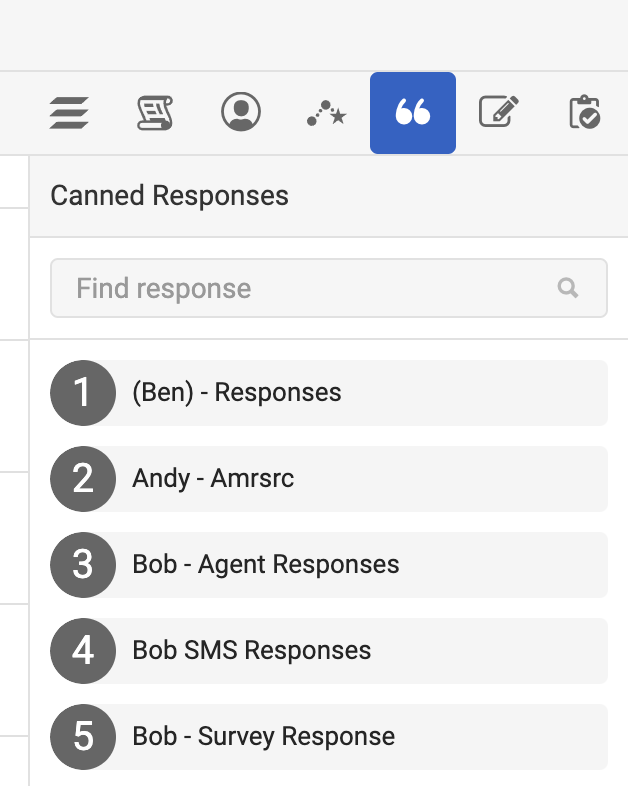 Canned Responses
Find response
1 (Ben) - Responses
2 Andy - Amrsrc
3 Bob - Agent Responses
4 Bob SMS Responses
5 Bob - Survey Response